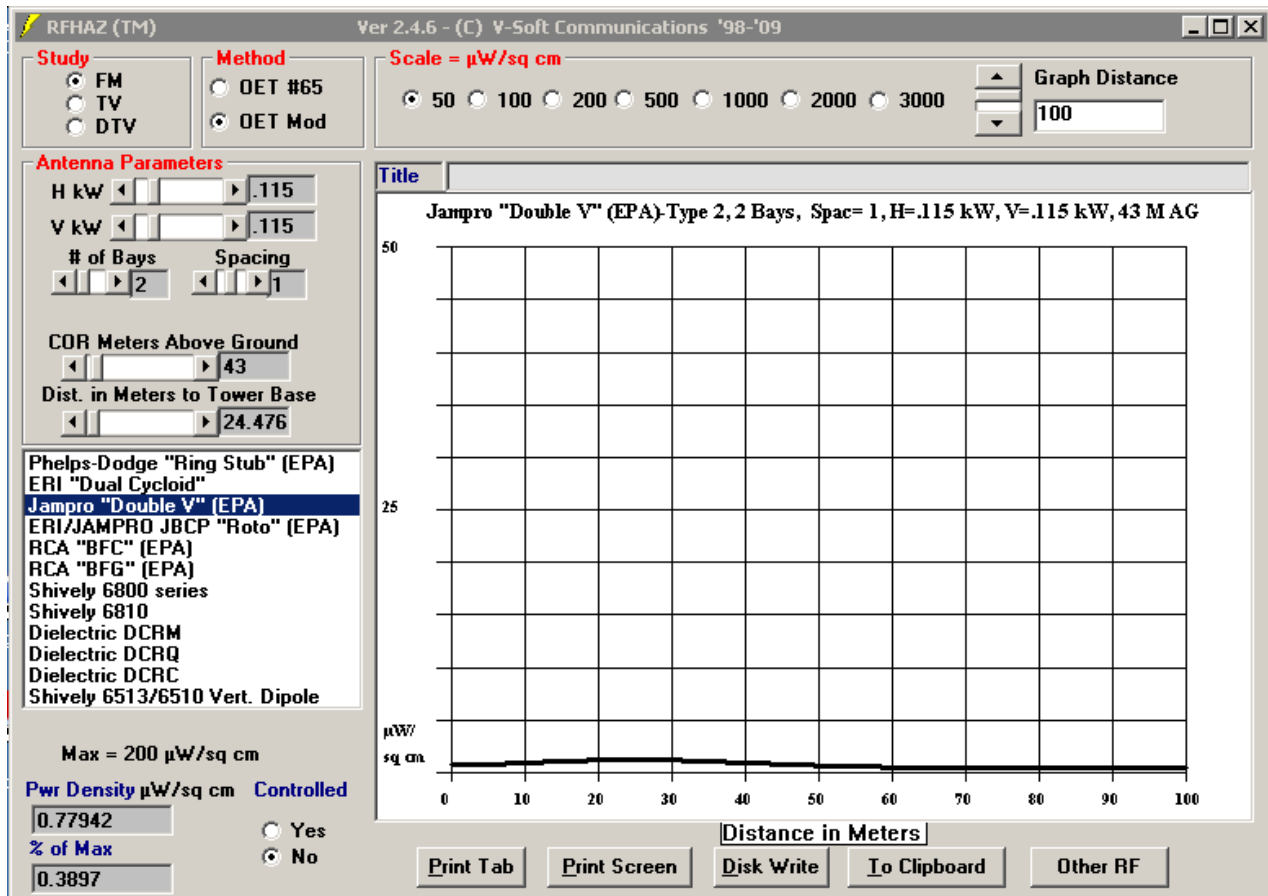 RFHAZ (TM) Ver 2.4.6 - (C) V-Soft Communications '98-'09
Study
FM
TV
DTV
Method
OET #65
OET Mod
Scale = µW/sq cm
50 100 200 500 1000 2000 3000
Graph Distance
100
Antenna Parameters
H kW .115
V kW .115
# of Bays Spacing
2 1
COR Meters Above Ground
43
Dist. in Meters to Tower Base
24.476
Phelps-Dodge "Ring Stub" (EPA)
ERI "Dual Cycloid"
Jampro "Double V" (EPA)
ERI/JAMPRO JBCP "Roto" (EPA)
RCA "BFC" (EPA)
RCA "BFG" (EPA)
Shively 6800 series
Shively 6810
Dielectric DCRM
Dielectric DCRQ
Dielectric DCRC
Shively 6513/6510 Vert. Dipole
Max = 200 µW/sq cm
Pwr Density µW/sq cm
0.77942
% of Max
0.3897
Controlled
Yes
No
Title
Jampro "Double V" (EPA)-Type 2, 2 Bays, Spac= 1, H=.115 kW, V=.115 kW, 43 M AG
50
25
µW/
sq cm
0 10 20 30 40 50 60 70 80 90 100
Distance in Meters
Print Tab Print Screen Disk Write To Clipboard Other RF